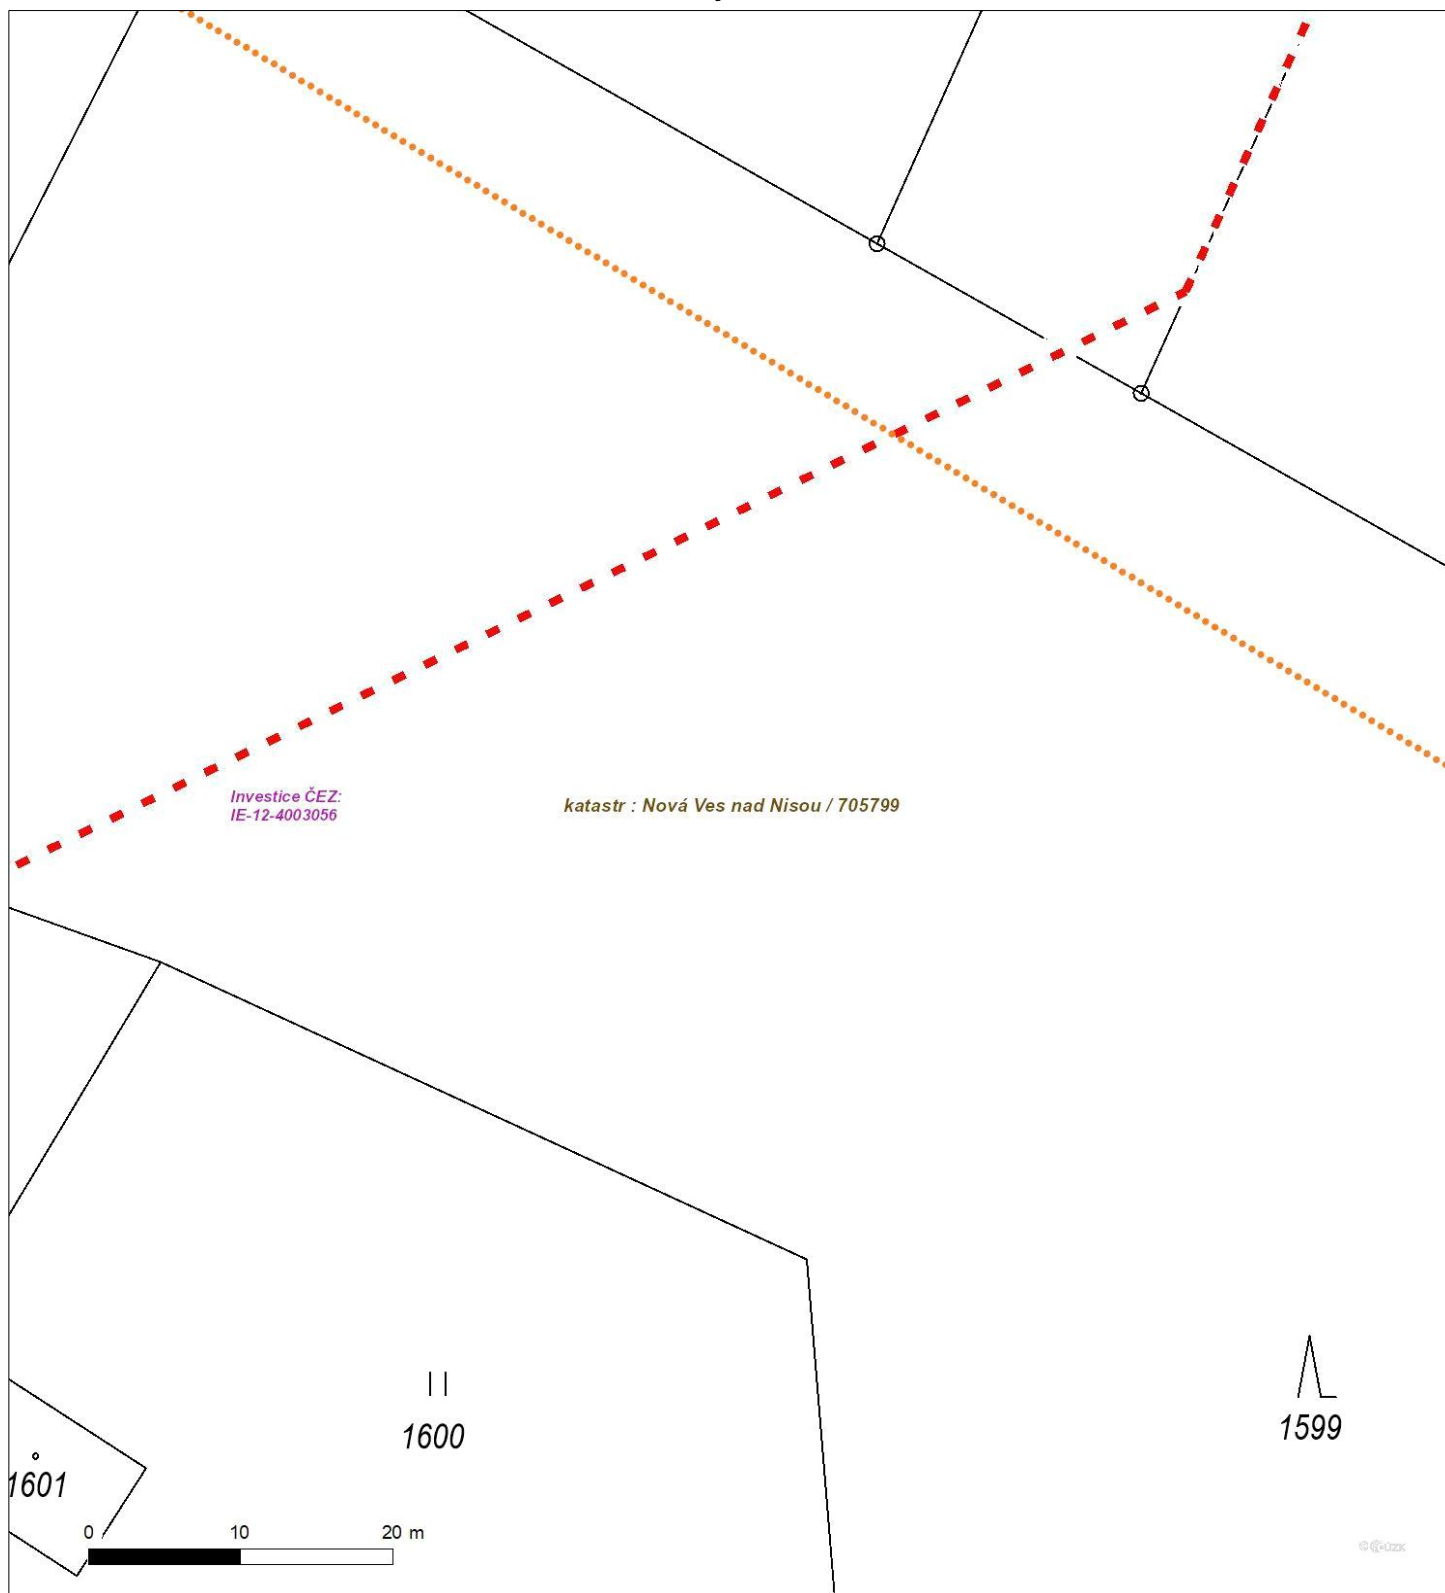 Investice ČEZ:
IE-12-4003056
katastr : Nová Ves nad Nisou / 705799
1600
1599
1601
0 10 20 m